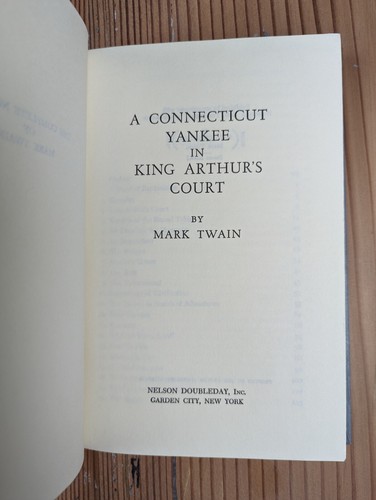 A CONNECTICUT
YANKEE
IN
KING ARTHUR'S
COURT
BY
MARK TWAIN
NELSON DOUBLEDAY, Inc.
GARDEN CITY, NEW YORK